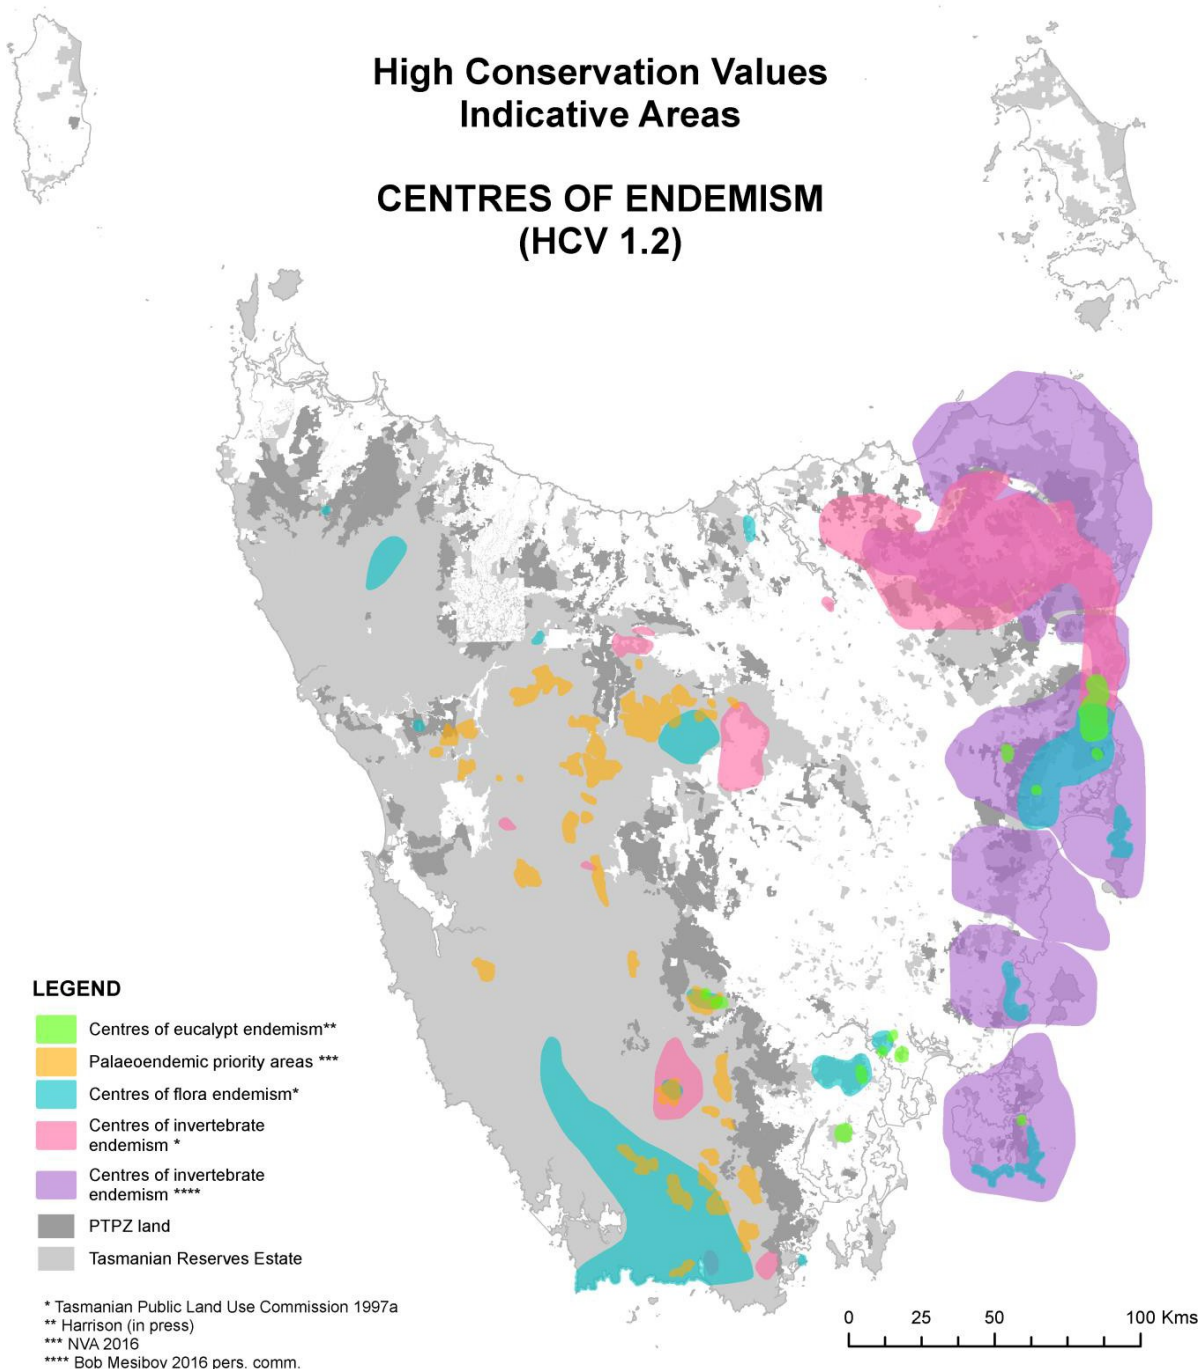 High Conservation Values
Indicative Areas
CENTRES OF ENDEMISM
(HCV 1.2)
LEGEND
Centres of eucalypt endemism**
Palaeoendemic priority areas ***
Centres of flora endemism*
Centres of invertebrate
endemism *
Centres of invertebrate
endemism ****
PTPZ land
Tasmanian Reserves Estate
* Tasmanian Public Land Use Commission 1997a
** Harrison (in press)
*** NVA 2016
**** Bob Mesibov 2016 pers. comm.
0 25 50 100 Kms